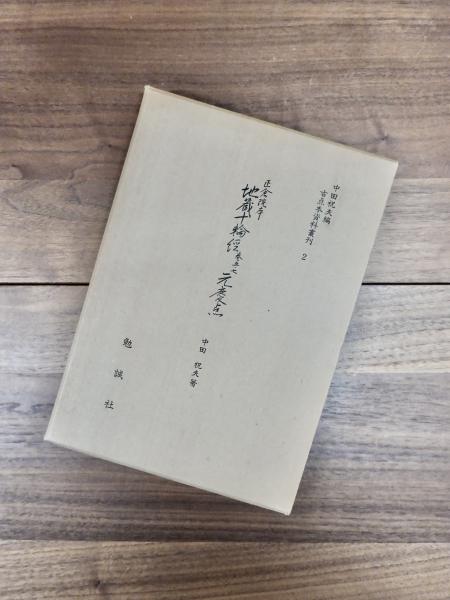 中田祝夫編
古点本資料叢刊 2
正倉院本
地蔵十輪経 巻五七 元慶点
中田 祝夫著
勉誠社